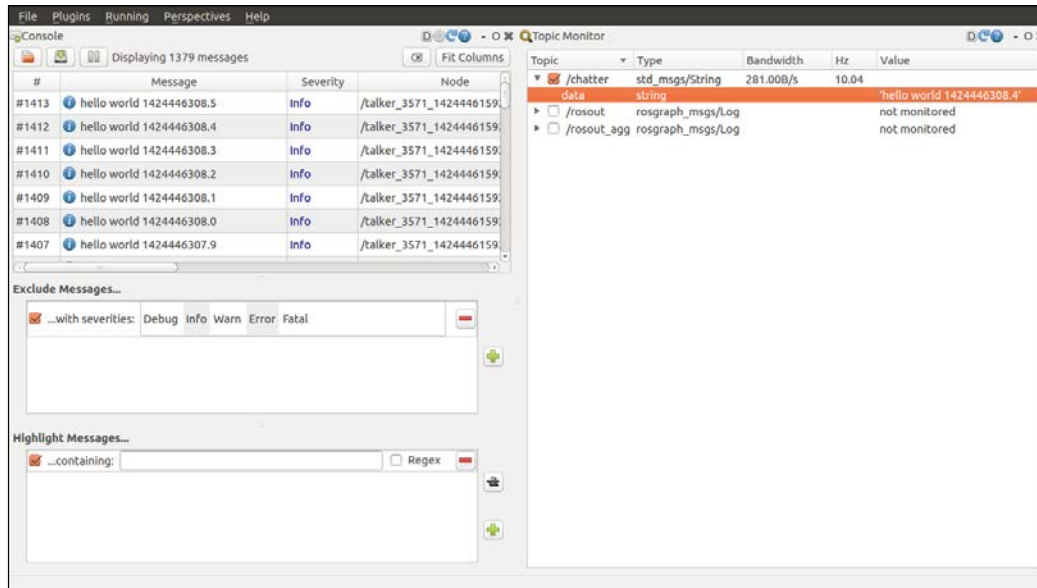 File Plugins Running Perspectives Help
Console D C ? - O ✖ Topic Monitor D C ? - O
Displaying 1379 messages Fit Columns
# Message Severity Node
#1413 hello world 1424446308.5 Info /talker_3571_1424446159
#1412 hello world 1424446308.4 Info /talker_3571_1424446159
#1411 hello world 1424446308.3 Info /talker_3571_1424446159
#1410 hello world 1424446308.2 Info /talker_3571_1424446159
#1409 hello world 1424446308.1 Info /talker_3571_1424446159
#1408 hello world 1424446308.0 Info /talker_3571_1424446159
#1407 hello world 1424446307.9 Info /talker_3571_1424446159
Exclude Messages...
...with severities: Debug Info Warn Error Fatal
Highlight Messages...
...containing: Regex
Topic Type Bandwidth Hz Value
/chatter std_msgs/String 281.00B/s 10.04
data string 'hello world 1424446308.4'
/rosout rosgraph_msgs/Log not monitored
/rosout_agg rosgraph_msgs/Log not monitored